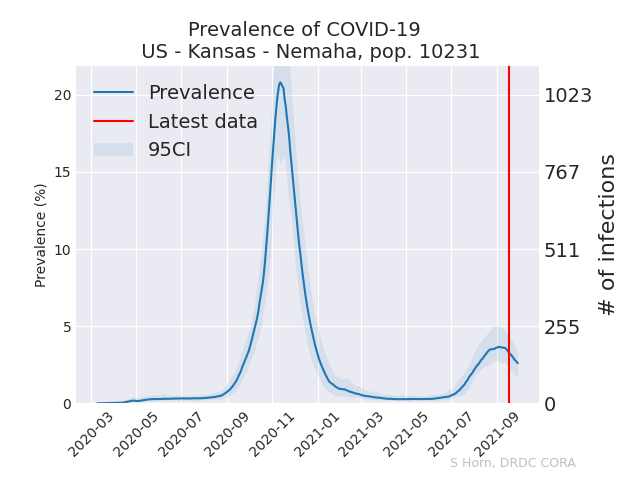 Prevalence of COVID-19
US - Kansas - Nemaha, pop. 10231
Prevalence
Latest data
95CI
Prevalence (%)
20
15
10
5
0
1023
767
511
255
0
# of infections
2020-03
2020-05
2020-07
2020-09
2020-11
2021-01
2021-03
2021-05
2021-07
2021-09
S Horn, DRDC CORA